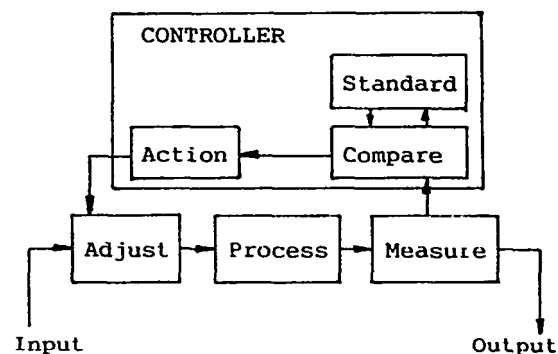 CONTROLLER
Standard
Action
Compare
Adjust
Process
Measure
Input
Output